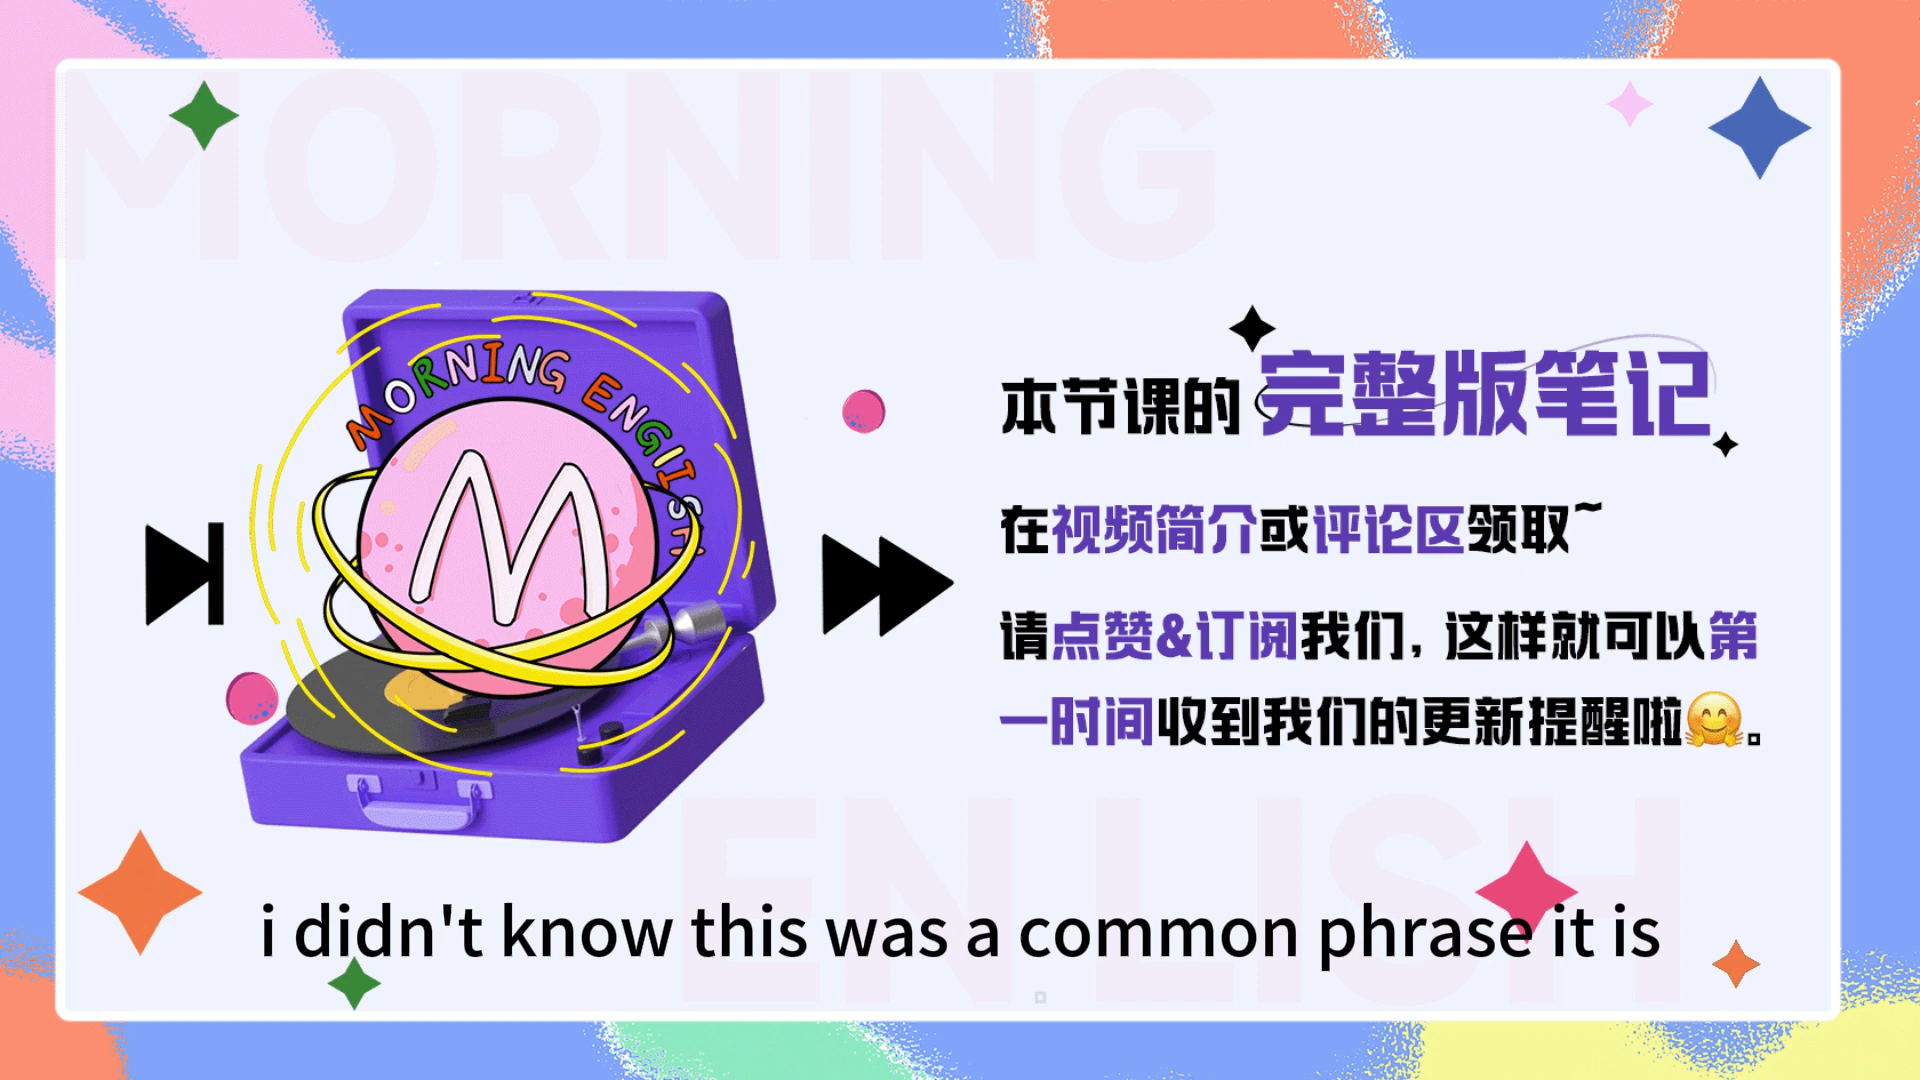 MORNING
MORNING ENGLISH
M
本节课的完整版笔记
在视频简介或评论区领取~
请点赞&订阅我们，这样就可以第
一时间收到我们的更新提醒啦🤗。
EN LISH
i didn't know this was a common phrase it is